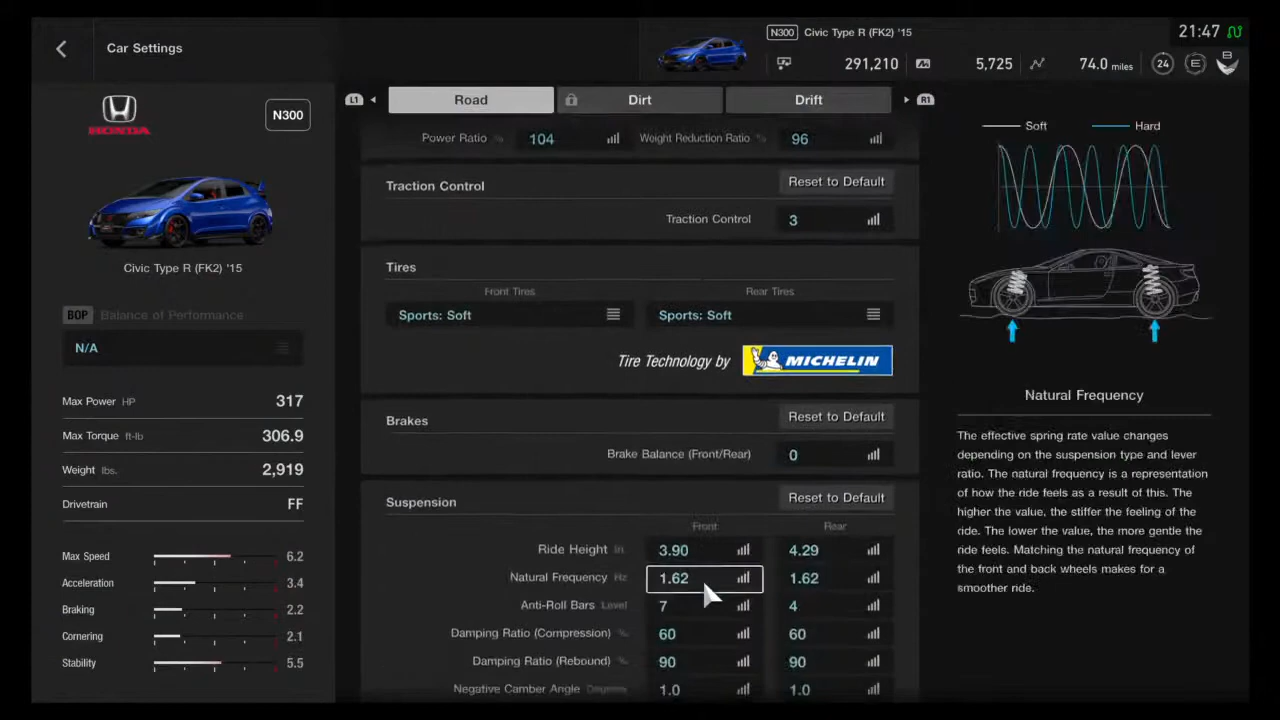 Car Settings
N300 Civic Type R (FK2) '15
21:47
291,210
5,725
74.0 miles
24
E
B
HONDA
N300
Civic Type R (FK2) '15
BOP Balance of Performance
N/A
Max Power HP 317
Max Torque ft-lb 306.9
Weight lbs. 2,919
Drivetrain FF
Max Speed 6.2
Acceleration 3.4
Braking 2.2
Cornering 2.1
Stability 5.5
L1 Road Dirt Drift R1
Power Ratio % 104 Weight Reduction Ratio % 96
Traction Control Reset to Default
Traction Control 3
Tires
Front Tires Rear Tires
Sports: Soft Sports: Soft
Tire Technology by MICHELIN
Brakes Reset to Default
Brake Balance (Front/Rear) 0
Suspension Reset to Default
Front Rear
Ride Height in 3.90 4.29
Natural Frequency Hz 1.62 1.62
Anti-Roll Bars Level 7 4
Damping Ratio (Compression) % 60 60
Damping Ratio (Rebound) % 90 90
Negative Camber Angle Degrees 1.0 1.0
Soft Hard
Natural Frequency
The effective spring rate value changes
depending on the suspension type and lever
ratio. The natural frequency is a representation
of how the ride feels as a result of this. The
higher the value, the stiffer the feeling of the
ride. The lower the value, the more gentle the
ride feels. Matching the natural frequency of
the front and back wheels makes for a
smoother ride.